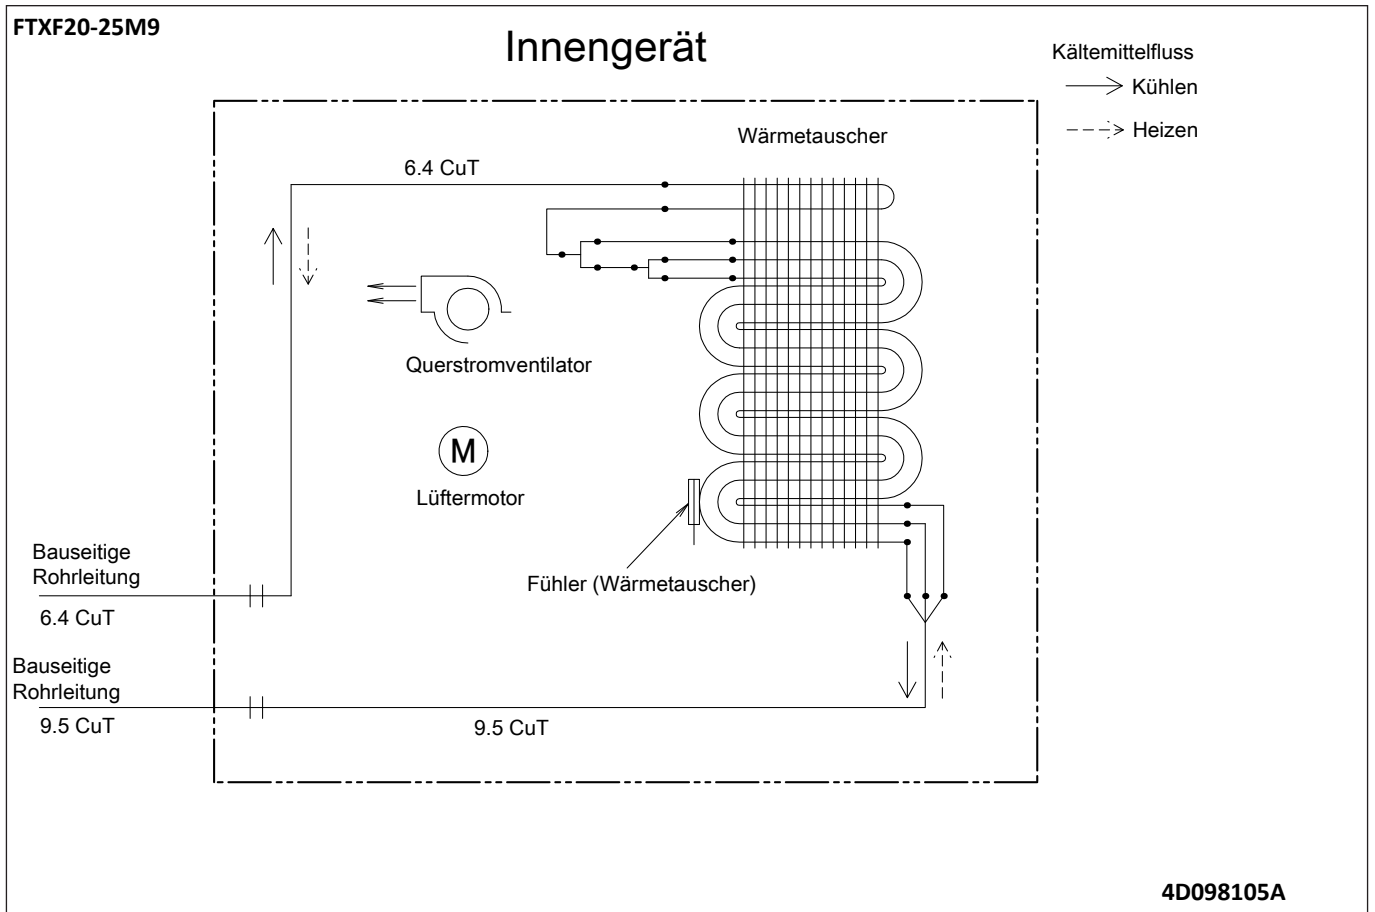 FTXF20-25M9
Innengerät
Kältemittelfluss
Kühlen
Heizen
Wärmetauscher
6.4 CuT
Querstromventilator
M
Lüftermotor
Fühler (Wärmetauscher)
Bauseitige
Rohrleitung
6.4 CuT
Bauseitige
Rohrleitung
9.5 CuT
9.5 CuT
4D098105A